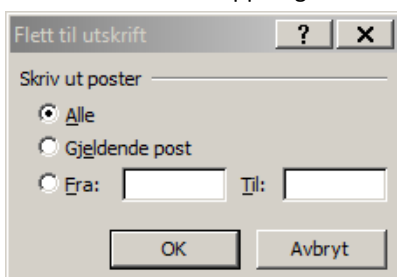 Flett til utskrift ? X
Skriv ut poster
Alle
Gjeldende post
Fra: Til:
OK Avbryt